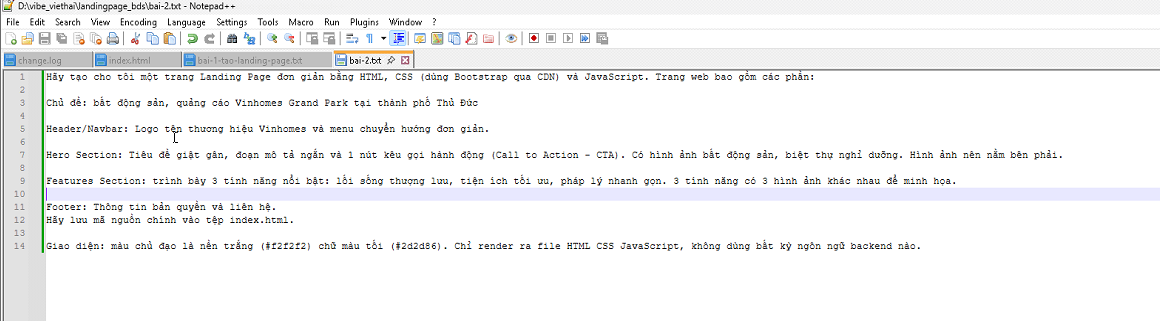 D:\vibe_viethai\landingpage_bds\bai-2.txt - Notepad++
File Edit Search View Encoding Language Settings Tools Macro Run Plugins Window ?
change.log index.html bai-1-tao-landing-page.txt bai-2.txt
1 Hãy tạo cho tôi một trang Landing Page đơn giản bằng HTML, CSS (dùng Bootstrap qua CDN) và JavaScript. Trang web bao gồm các phần:
2
3 Chủ đề: bất động sản, quảng cáo Vinhomes Grand Park tại thành phố Thủ Đức
4
5 Header/Navbar: Logo tên thương hiệu Vinhomes và menu chuyển hướng đơn giản.
6
7 Hero Section: Tiêu đề giật gân, đoạn mô tả ngắn và 1 nút kêu gọi hành động (Call to Action - CTA). Có hình ảnh bất động sản, biệt thự nghỉ dưỡng. Hình ảnh nên nằm bên phải.
8
9 Features Section: trình bày 3 tính năng nổi bật: lối sống thượng lưu, tiện ích tối ưu, pháp lý nhanh gọn. 3 tính năng có 3 hình ảnh khác nhau để minh họa.
10
11 Footer: Thông tin bản quyền và liên hệ.
12 Hãy lưu mã nguồn chính vào tệp index.html.
13
14 Giao diện: màu chủ đạo là nền trắng (#f2f2f2) chữ màu tối (#2d2d86). Chỉ render ra file HTML CSS JavaScript, không dùng bất kỳ ngôn ngữ backend nào.